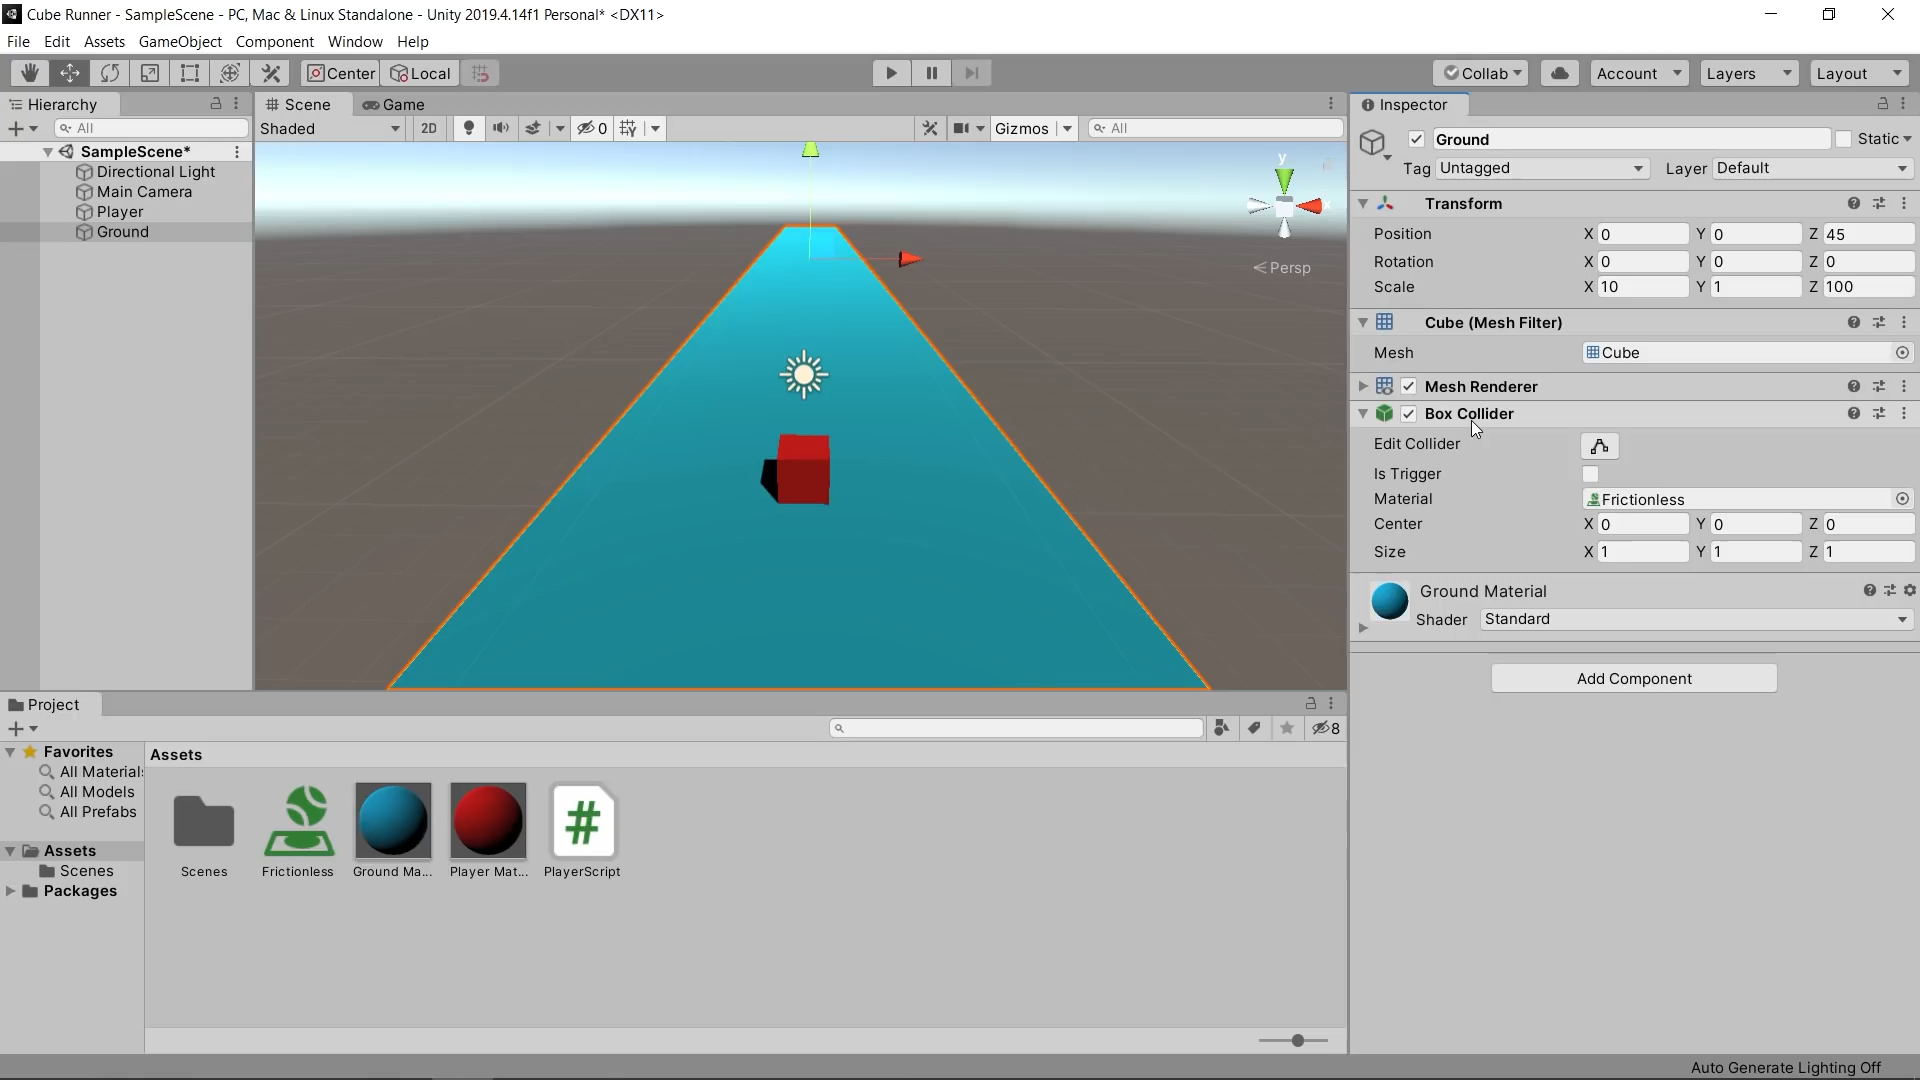 Cube Runner - SampleScene - PC, Mac & Linux Standalone - Unity 2019.4.14f1 Personal* <DX11>
File Edit Assets GameObject Component Window Help
Center Local Collab Account Layers Layout
Hierarchy
All
SampleScene*
Directional Light
Main Camera
Player
Ground
Scene Game
Shaded 2D 0 Gizmos All
y
x
Persp
Inspector
Ground Static
Tag Untagged Layer Default
Transform
Position X 0 Y 0 Z 45
Rotation X 0 Y 0 Z 0
Scale X 10 Y 1 Z 100
Cube (Mesh Filter)
Mesh Cube
Mesh Renderer
Box Collider
Edit Collider
Is Trigger
Material Frictionless
Center X 0 Y 0 Z 0
Size X 1 Y 1 Z 1
Ground Material
Shader Standard
Add Component
Project
8
Favorites
All Materials
All Models
All Prefabs
Assets
Scenes
Packages
Assets
Scenes Frictionless Ground Ma... Player Mat... PlayerScript
#
Auto Generate Lighting Off